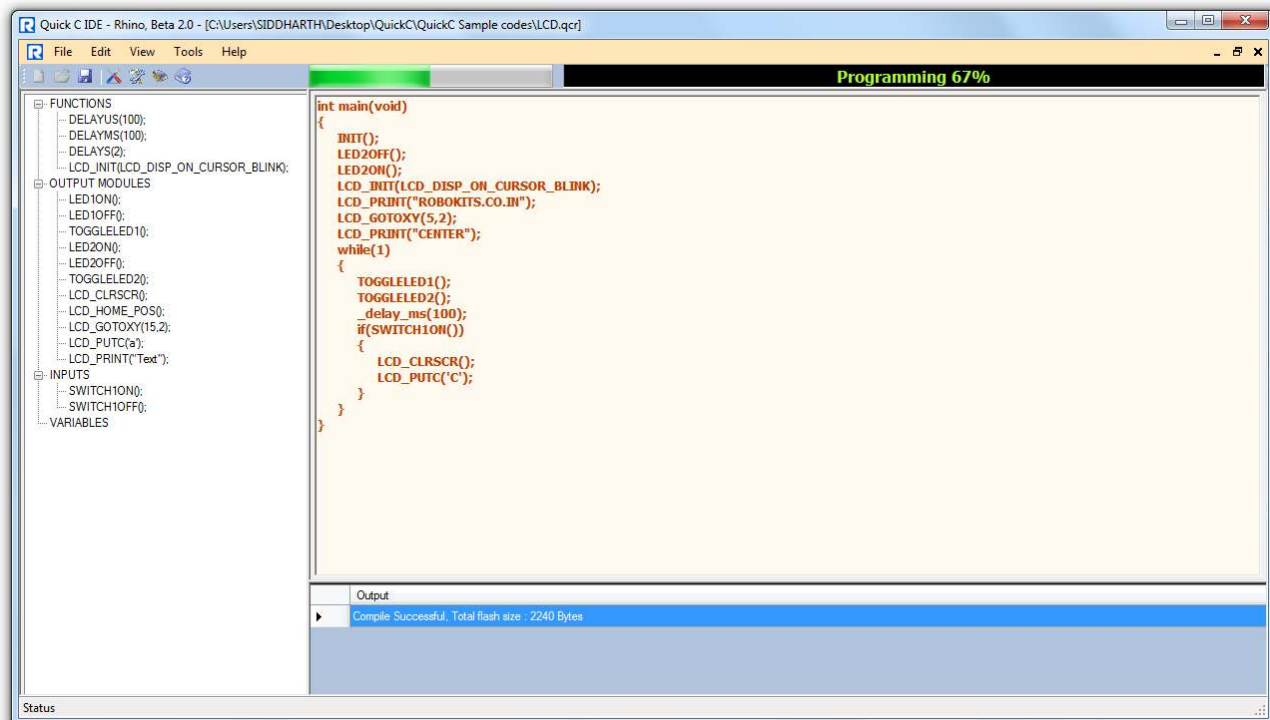 Quick C IDE - Rhino, Beta 2.0 - [C:\Users\SIDDHARTH\Desktop\QuickC\QuickC Sample codes\LCD.qcr]
File Edit View Tools Help
Programming 67%
FUNCTIONS
DELAYUS(100);
DELAYMS(100);
DELAYS(2);
LCD_INIT(LCD_DISP_ON_CURSOR_BLINK);
OUTPUT MODULES
LED1ON();
LED1OFF();
TOGGLELED1();
LED2ON();
LED2OFF();
TOGGLELED2();
LCD_CLRSCR();
LCD_HOME_POS();
LCD_GOTOXY(15,2);
LCD_PUTC('a');
LCD_PRINT("Text");
INPUTS
SWITCH1ON();
SWITCH1OFF();
VARIABLES
int main(void)
{
INIT();
LED2OFF();
LED2ON();
LCD_INIT(LCD_DISP_ON_CURSOR_BLINK);
LCD_PRINT("ROBOKITS.CO.IN");
LCD_GOTOXY(5,2);
LCD_PRINT("CENTER");
while(1)
{
TOGGLELED1();
TOGGLELED2();
_delay_ms(100);
if(SWITCH1ON())
{
LCD_CLRSCR();
LCD_PUTC('C');
}
}
}
Output
Compile Successful, Total flash size : 2240 Bytes
Status